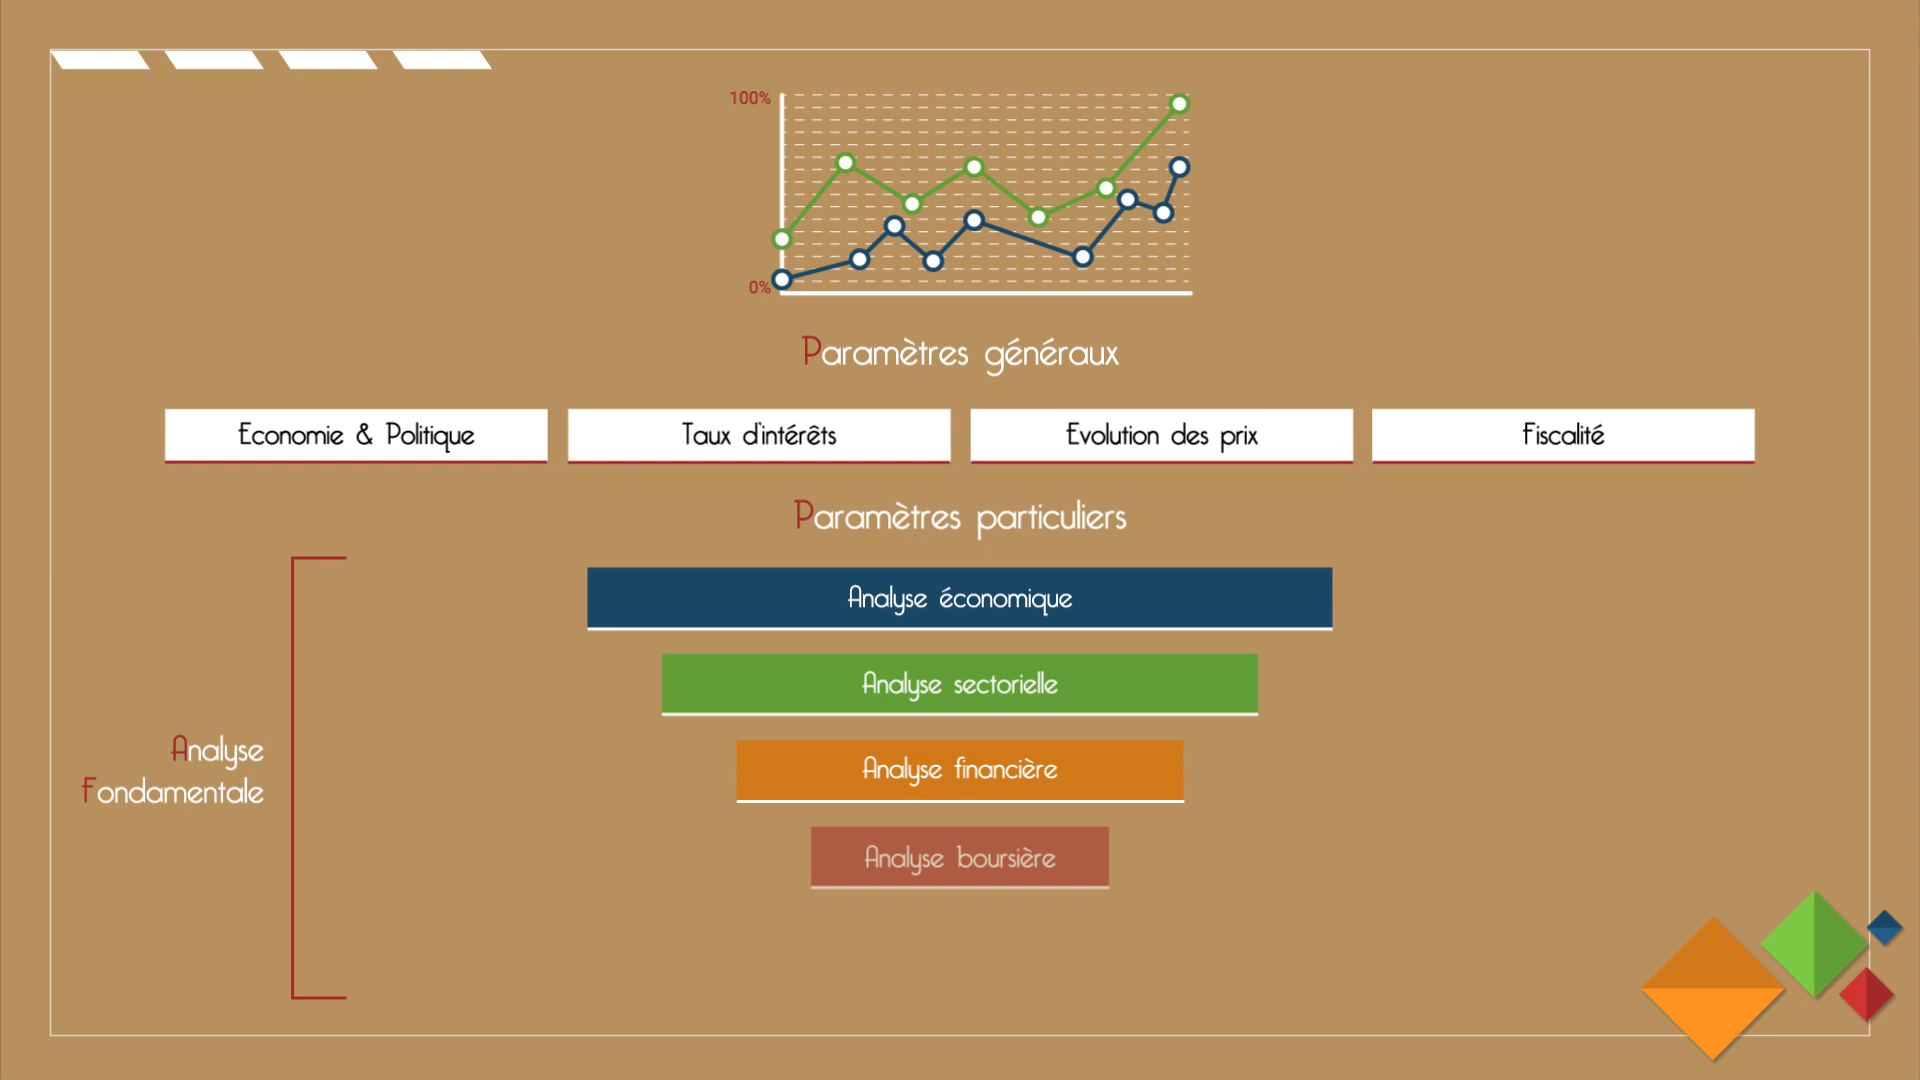 100%
0%
Paramètres généraux
Economie & Politique
Taux d'intérêts
Evolution des prix
Fiscalité
Paramètres particuliers
Analyse économique
Analyse sectorielle
Analyse
Fondamentale
Analyse financière
Analyse boursière